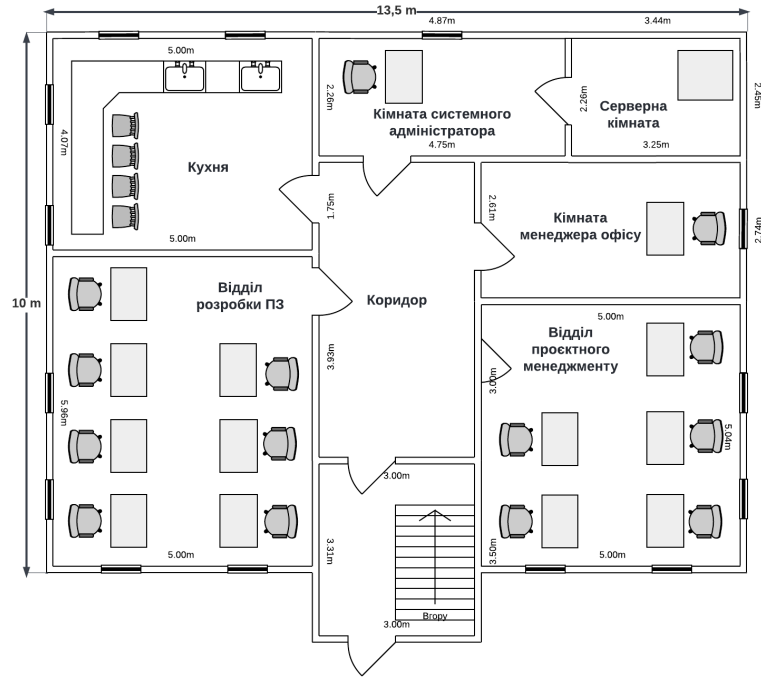 13,5 m
4.87m
3.44m
5.00m
2.26m
Кімната системного
адміністратора
4.75m
2.26m
Серверна
кімната
3.25m
2.45m
4.07m
Кухня
5.00m
1.75m
2.61m
Кімната
менеджера офісу
2.74m
10 m
Відділ
розробки ПЗ
Коридор
5.00m
Відділ
проєктного
менеджменту
3.93m
3.00m
5.96m
5.04m
3.00m
5.00m
3.31m
3.50m
5.00m
Вгору
3.00m